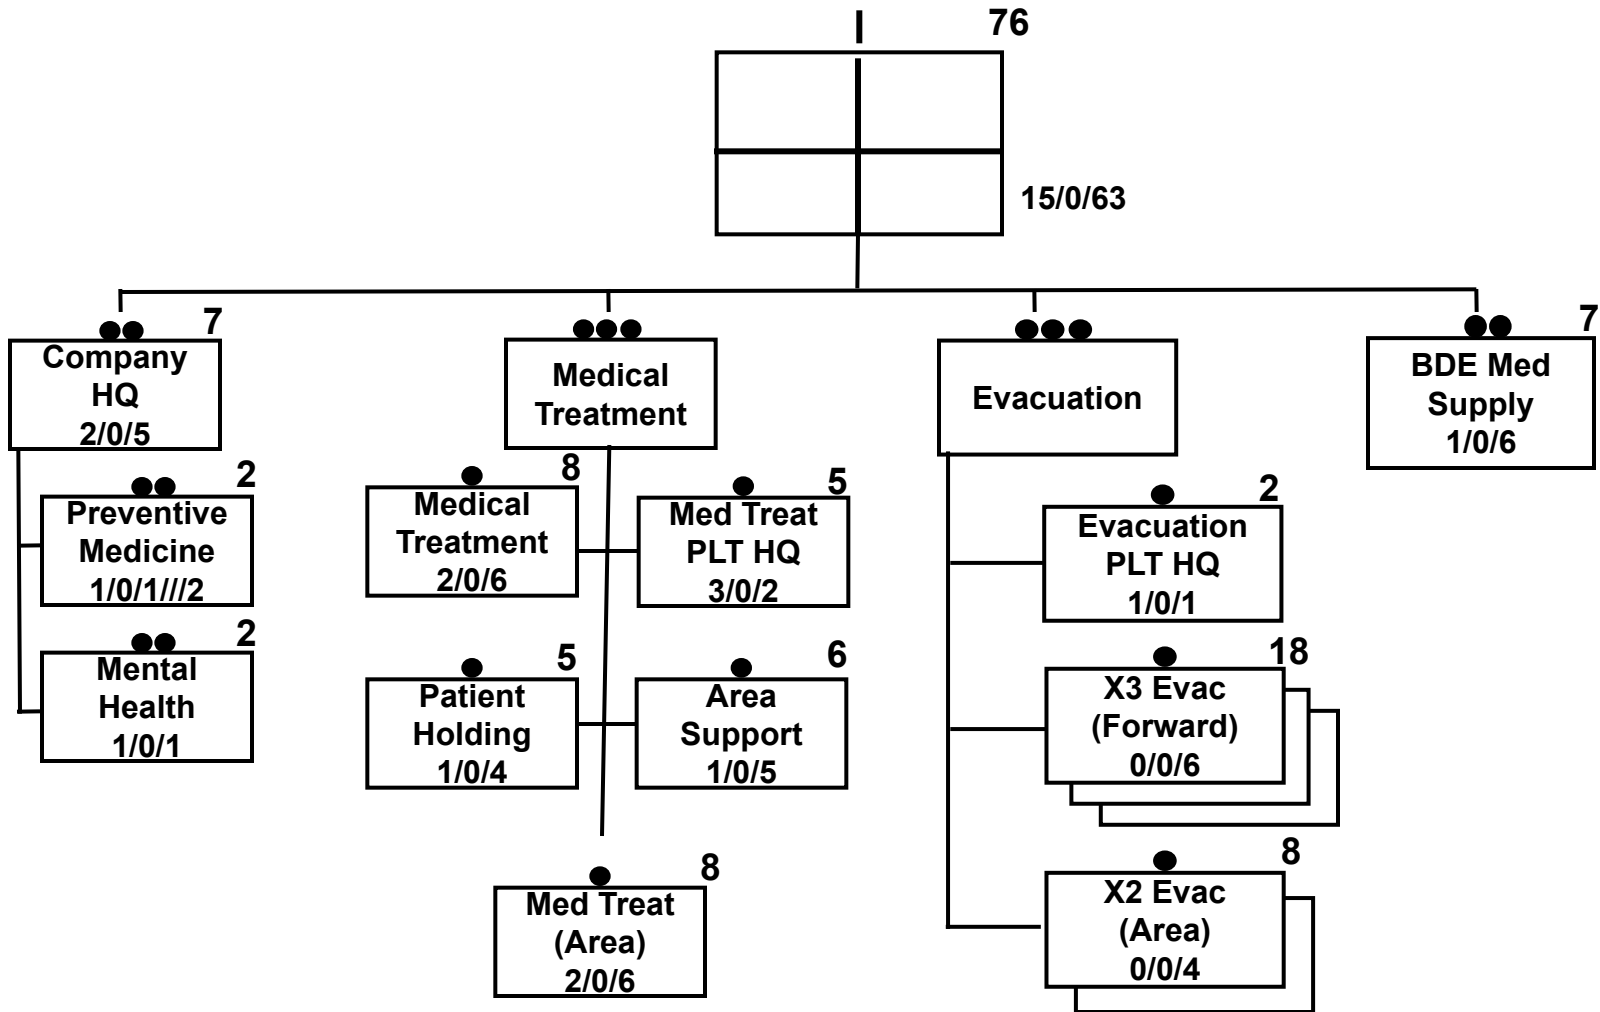 76
15/0/63
7
Company
HQ
2/0/5
2
Preventive
Medicine
1/0/1///2
2
Mental
Health
1/0/1
Medical
Treatment
8
Medical
Treatment
2/0/6
5
Med Treat
PLT HQ
3/0/2
5
Patient
Holding
1/0/4
6
Area
Support
1/0/5
8
Med Treat
(Area)
2/0/6
Evacuation
2
Evacuation
PLT HQ
1/0/1
18
X3 Evac
(Forward)
0/0/6
8
X2 Evac
(Area)
0/0/4
7
BDE Med
Supply
1/0/6